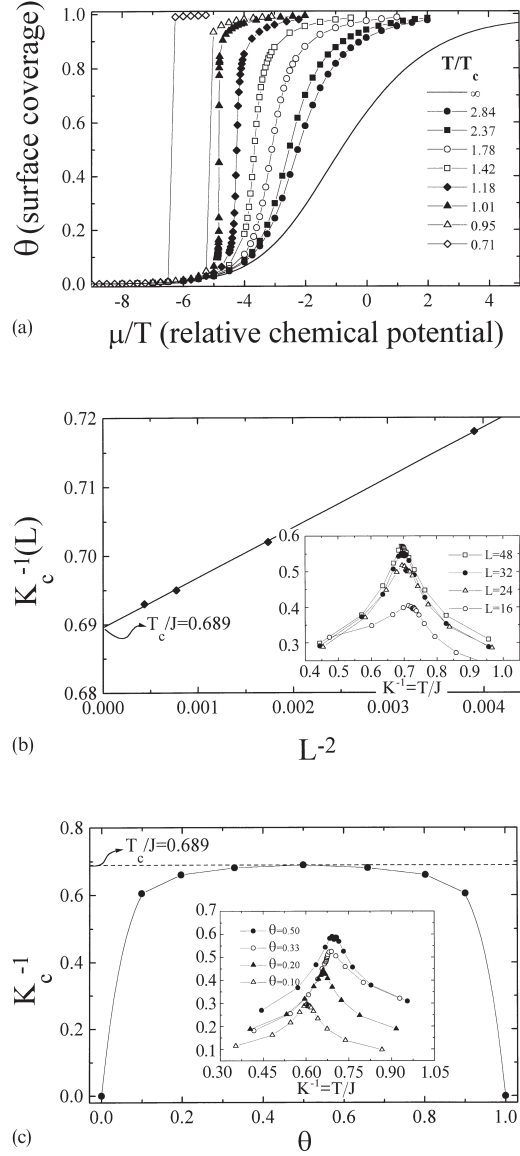 1.0
0.8
0.6
0.4
0.2
0.0
θ (surface coverage)
T/Tc
∞
2.84
2.37
1.78
1.42
1.18
1.01
0.95
0.71
-8 -6 -4 -2 0 2 4
(a)
μ/T (relative chemical potential)
0.72
0.71
0.70
0.69
0.68
Kc-1(L)
Tc/J=0.689
0.6
0.5
0.4
0.3
L=48
L=32
L=24
L=16
0.4 0.5 0.6 0.7 0.8 0.9 1.0
K-1=T/J
0.000 0.001 0.002 0.003 0.004
(b)
L-2
0.8
0.6
0.4
0.2
0.0
Kc-1
Tc/J=0.689
0.7
0.6
0.5
0.4
0.3
0.2
0.1
θ=0.50
θ=0.33
θ=0.20
θ=0.10
0.30 0.45 0.60 0.75 0.90 1.05
K-1=T/J
0.0 0.2 0.4 0.6 0.8 1.0
(c)
θ